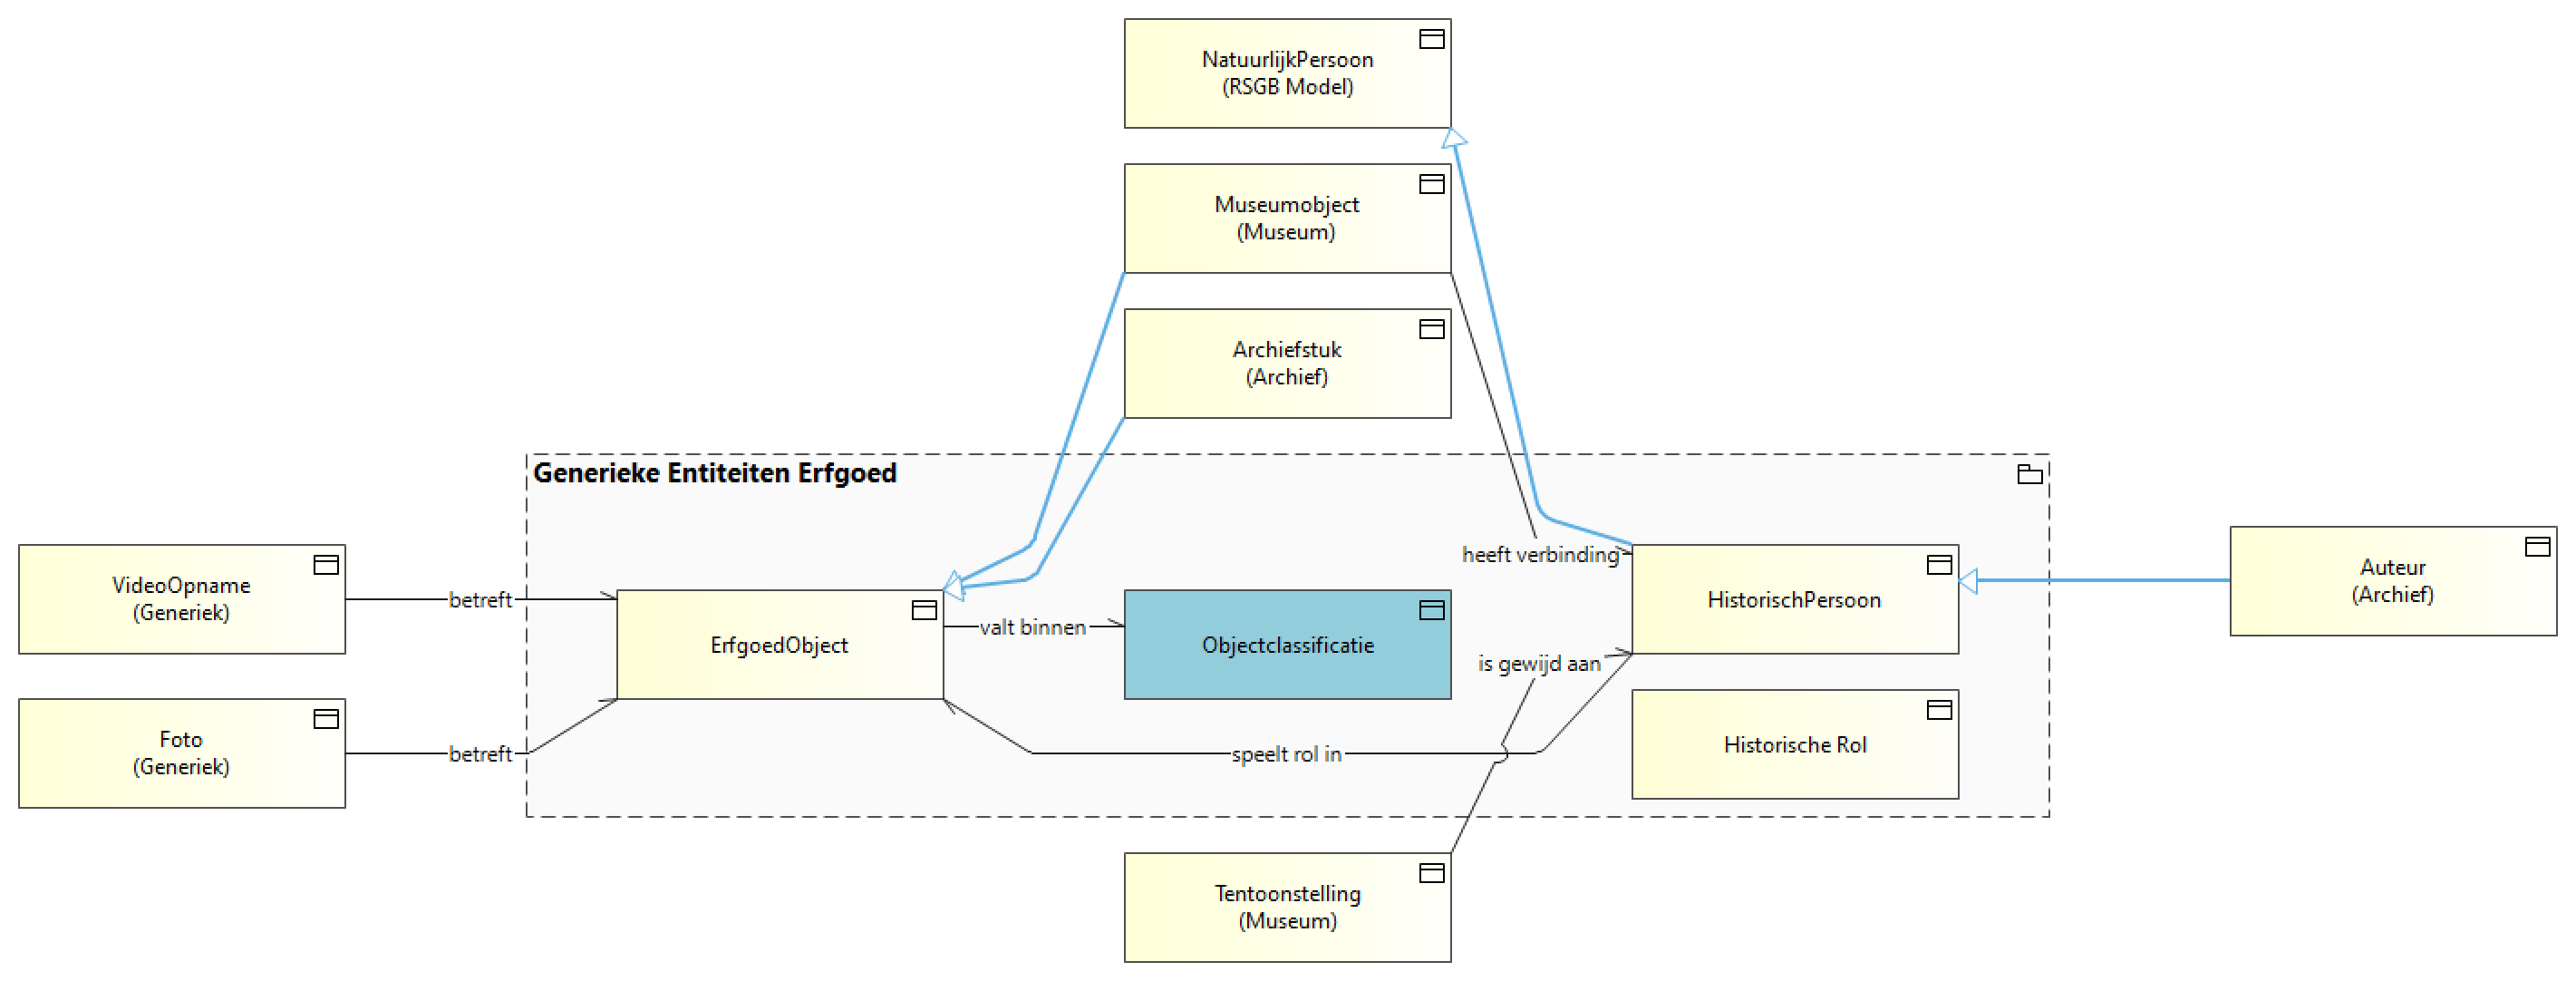 NatuurlijkPersoon
(RSGB Model)
Museumobject
(Museum)
Archiefstuk
(Archief)
Generieke Entiteiten Erfgoed
VideoOpname
(Generiek)
betreft
Foto
(Generiek)
betreft
ErfgoedObject
valt binnen
Objectclassificatie
heeft verbinding
is gewijd aan
speelt rol in
HistorischPersoon
Historische Rol
Auteur
(Archief)
Tentoonstelling
(Museum)